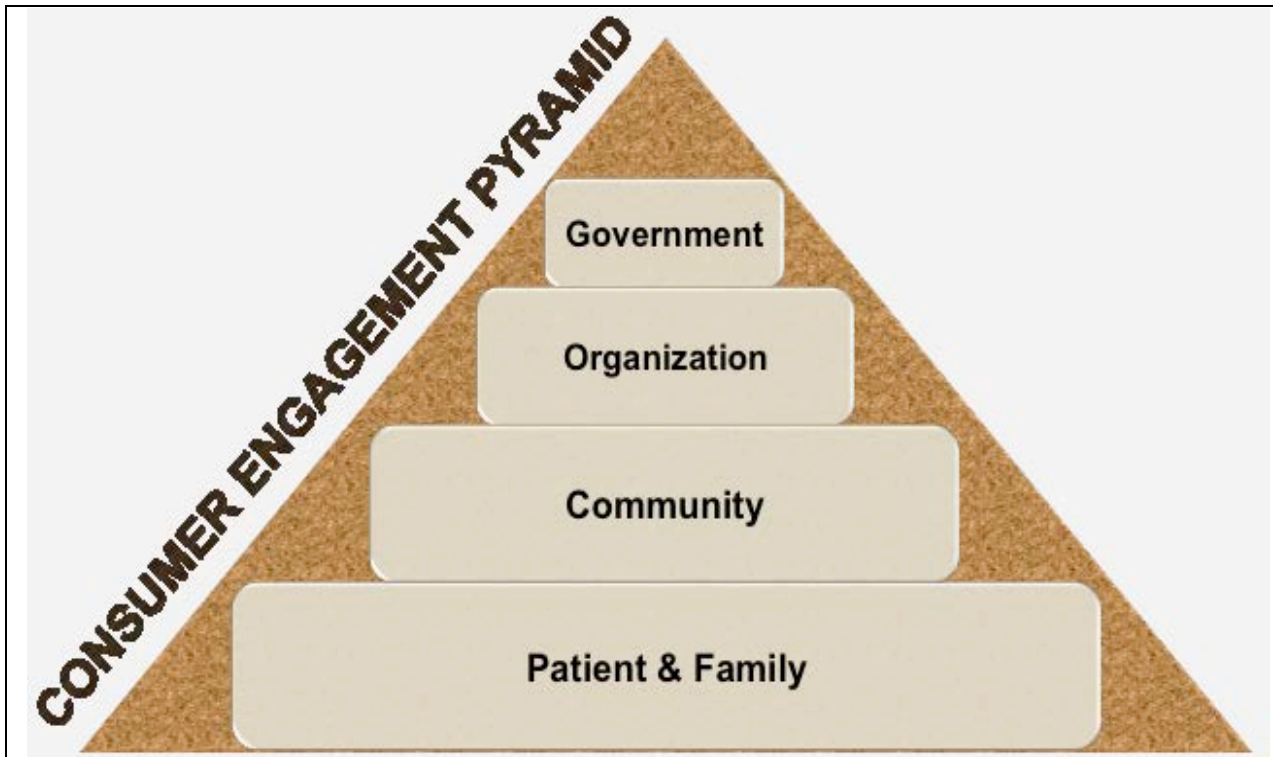 CONSUMER ENGAGEMENT PYRAMID
Government
Organization
Community
Patient & Family